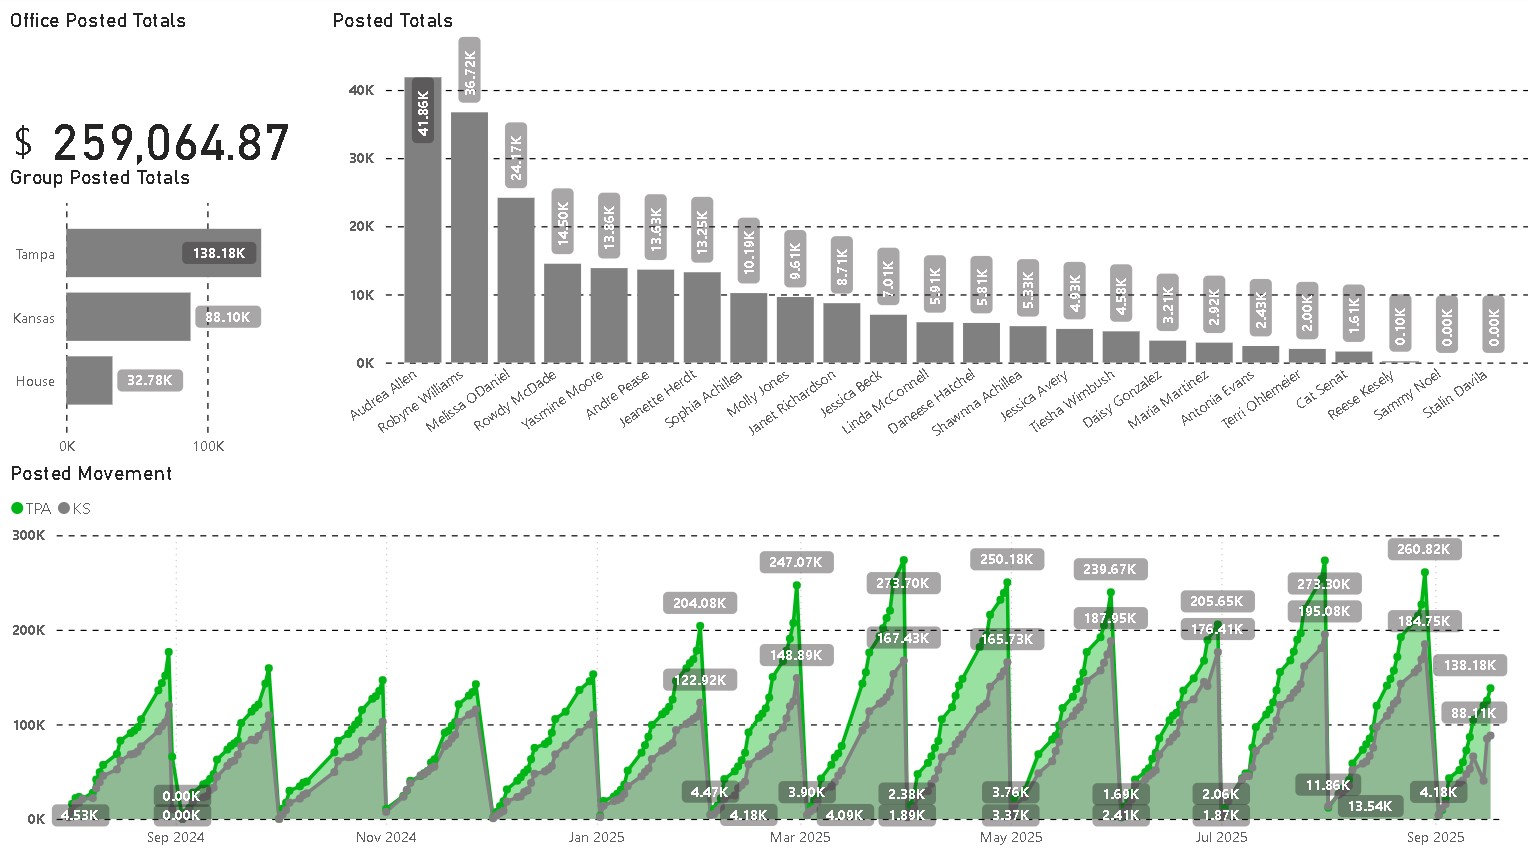 Office Posted Totals
$ 259,064.87
Group Posted Totals
Tampa
138.18K
Kansas
88.10K
House
32.78K
0K
100K
Posted Totals
40K
30K
20K
10K
0K
41.86K
36.72K
24.17K
14.50K
13.86K
13.63K
13.25K
10.19K
9.61K
8.71K
7.01K
5.91K
5.81K
5.33K
4.93K
4.58K
3.21K
2.92K
2.43K
2.00K
1.61K
0.10K
0.00K
0.00K
Audrea Allen
Robyne Williams
Melissa ODaniel
Rowdy McDade
Yasmine Moore
Andre Pease
Jeanette Herdt
Sophia Achillea
Molly Jones
Janet Richardson
Jessica Beck
Linda McConnell
Daneese Hatchel
Shawnna Achillea
Jessica Avery
Tiesha Wimbush
Daisy Gonzalez
Maria Martinez
Antonia Evans
Terri Ohlemeier
Cat Senat
Reese Kesely
Sammy Noel
Stalin Davila
Posted Movement
TPA KS
300K
200K
100K
0K
4.53K
0.00K
0.00K
204.08K
122.92K
4.47K
4.18K
247.07K
148.89K
3.90K
4.09K
273.70K
167.43K
2.33K
1.89K
250.18K
165.73K
3.76K
3.37K
239.67K
187.95K
1.69K
2.41K
205.65K
176.41K
2.06K
1.87K
273.30K
195.08K
11.86K
13.54K
260.82K
184.75K
4.18K
138.18K
88.11K
Sep 2024
Nov 2024
Jan 2025
Mar 2025
May 2025
Jul 2025
Sep 2025